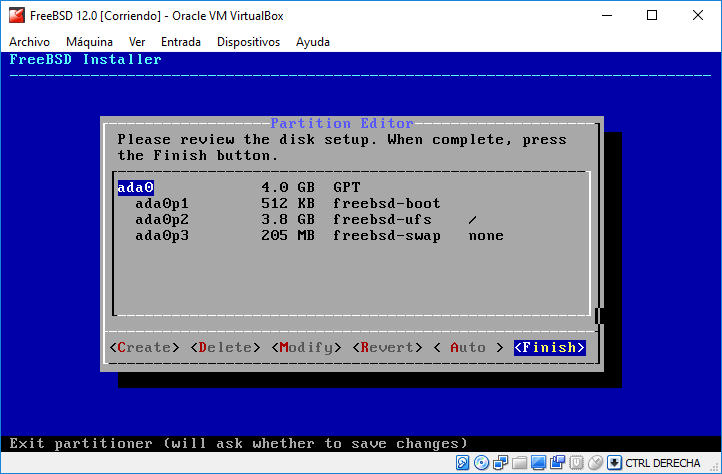 FreeBSD 12.0 [Corriendo] - Oracle VM VirtualBox
Archivo Máquina Ver Entrada Dispositivos Ayuda
FreeBSD Installer
Partition Editor
Please review the disk setup. When complete, press
the Finish button.
ada0 4.0 GB GPT
ada0p1 512 KB freebsd-boot
ada0p2 3.8 GB freebsd-ufs /
ada0p3 205 MB freebsd-swap none
<Create> <Delete> <Modify> <Revert> < Auto > <Finish>
Exit partitioner (will ask whether to save changes)
CTRL DERECHA